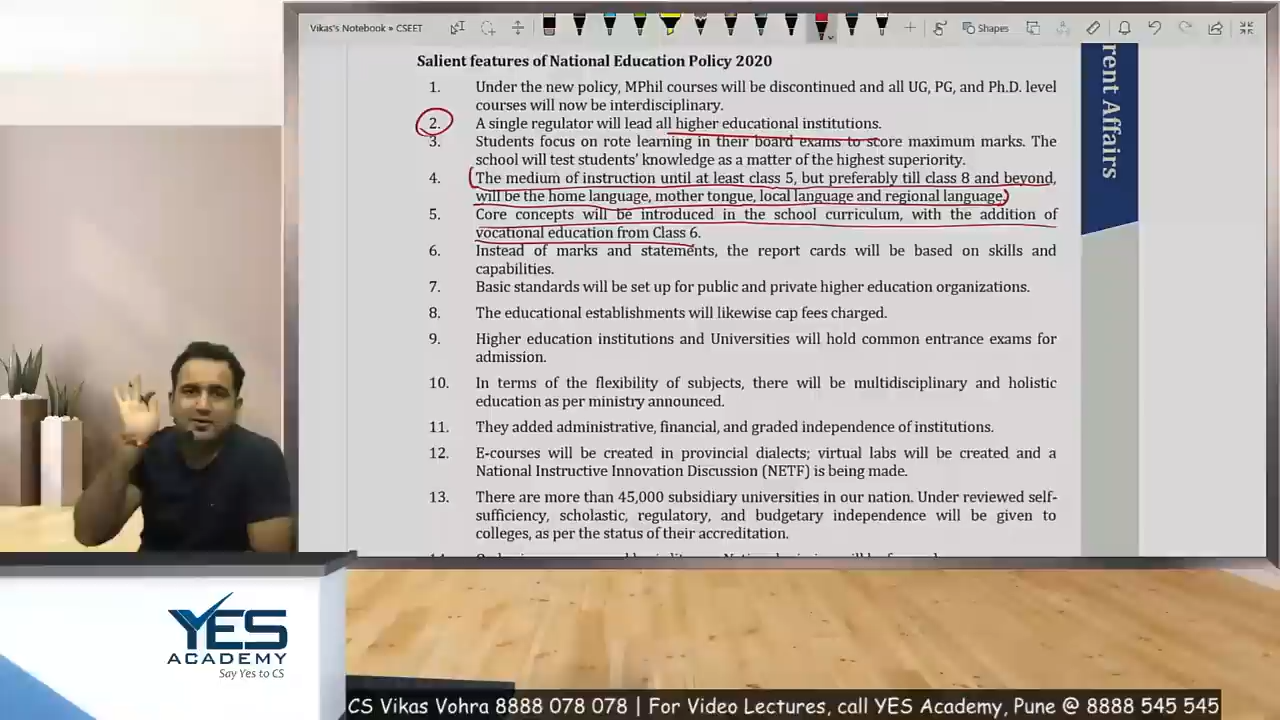 Vikas's Notebook » CSEET
Shapes
Salient features of National Education Policy 2020
1. Under the new policy, MPhil courses will be discontinued and all UG, PG, and Ph.D. level
courses will now be interdisciplinary.
2. A single regulator will lead all higher educational institutions.
3. Students focus on rote learning in their board exams to score maximum marks. The
school will test students' knowledge as a matter of the highest superiority.
4. The medium of instruction until at least class 5, but preferably till class 8 and beyond,
will be the home language, mother tongue, local language and regional language.
5. Core concepts will be introduced in the school curriculum, with the addition of
vocational education from Class 6.
6. Instead of marks and statements, the report cards will be based on skills and
capabilities.
7. Basic standards will be set up for public and private higher education organizations.
8. The educational establishments will likewise cap fees charged.
9. Higher education institutions and Universities will hold common entrance exams for
admission.
10. In terms of the flexibility of subjects, there will be multidisciplinary and holistic
education as per ministry announced.
11. They added administrative, financial, and graded independence of institutions.
12. E-courses will be created in provincial dialects; virtual labs will be created and a
National Instructive Innovation Discussion (NETF) is being made.
13. There are more than 45,000 subsidiary universities in our nation. Under reviewed self-
sufficiency, scholastic, regulatory, and budgetary independence will be given to
colleges, as per the status of their accreditation.
rent Affairs
YES
ACADEMY
Say Yes to CS
CS Vikas Vohra 8888 078 078 | For Video Lectures, call YES Academy, Pune @ 8888 545 545